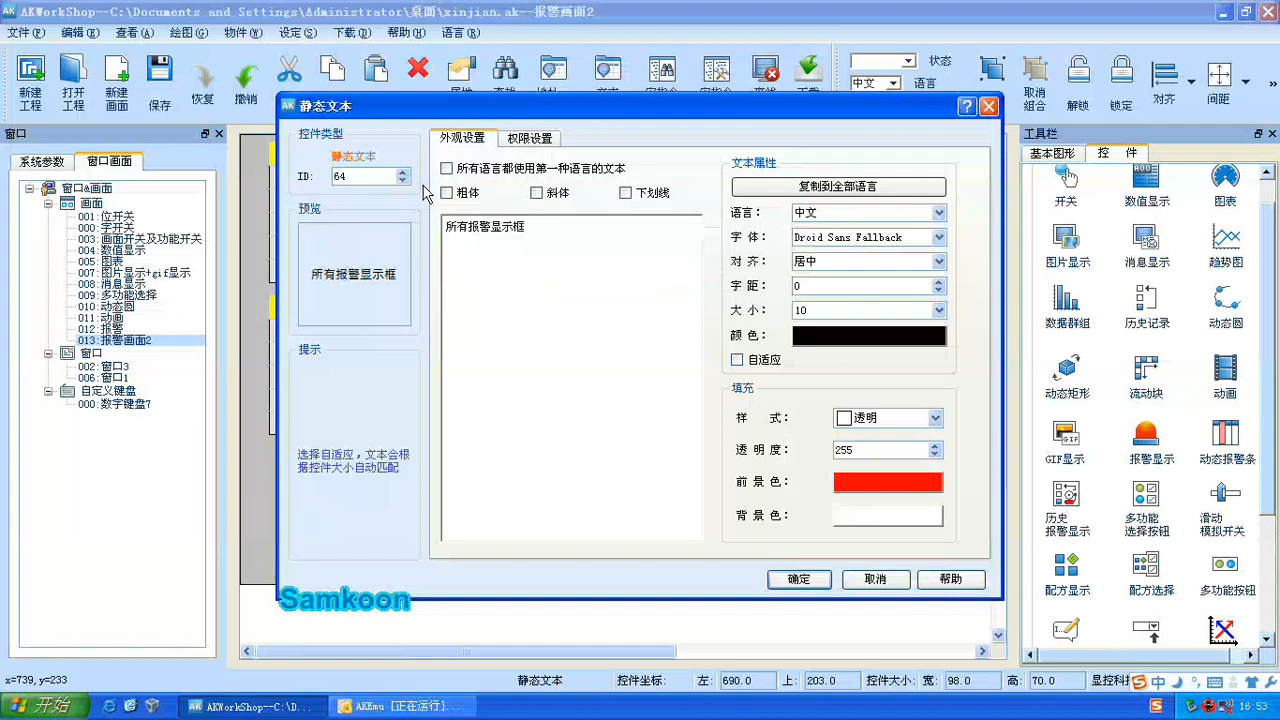 AKWorkShop--C:\Documents and Settings\Administrator\桌面\xinjian.ak--报警画面2
文件(F) 编辑(E) 查看(A) 绘图(G) 物件(W) 设定(S) 下载(D) 帮助(H) 语言(R)
新建工程
打开工程
新建画面
保存
恢复
撤销
状态
中文 语言
取消组合
解锁
锁定
对齐
间距
窗口
系统参数 窗口画面
窗口&画面
画面
001:位开关
000:字开关
003:画面开关及功能开关
004:数值显示
005:图表
007:图片显示+gif显示
008:消息显示
009:多功能选择
010:动态圆
011:动画
012:报警
013:报警画面2
窗口
002:窗口3
006:窗口1
自定义键盘
000:数字键盘7
静态文本
控件类型
静态文本
ID: 64
预览
所有报警显示框
提示
选择自适应,文本会根
据控件大小自动匹配
外观设置 权限设置
所有语言都使用第一种语言的文本
粗体 斜体 下划线
所有报警显示框
文本属性
复制到全部语言
语言: 中文
字体: Droid Sans Fallback
对齐: 居中
字距: 0
大小: 10
颜色:
自适应
填充
样 式: 透明
透明度: 255
前景色:
背景色:
确定 取消 帮助
Samkoon
工具栏
基本图形 控 件
开关 数值显示 图表
图片显示 消息显示 趋势图
数据群组 历史记录 动态圆
动态矩形 流动块 动画
GIF显示 报警显示 动态报警条
历史报警显示 多功能选择按钮 滑动模拟开关
配方显示 配方选择 多功能按钮
x=739, y=233 静态文本 控件坐标: 左: 690.0 上: 203.0 控件大小: 宽: 98.0 高: 70.0 显控科
中
开始 AKWorkShop--C:\D... AKEmu [正在运行]... 16:53